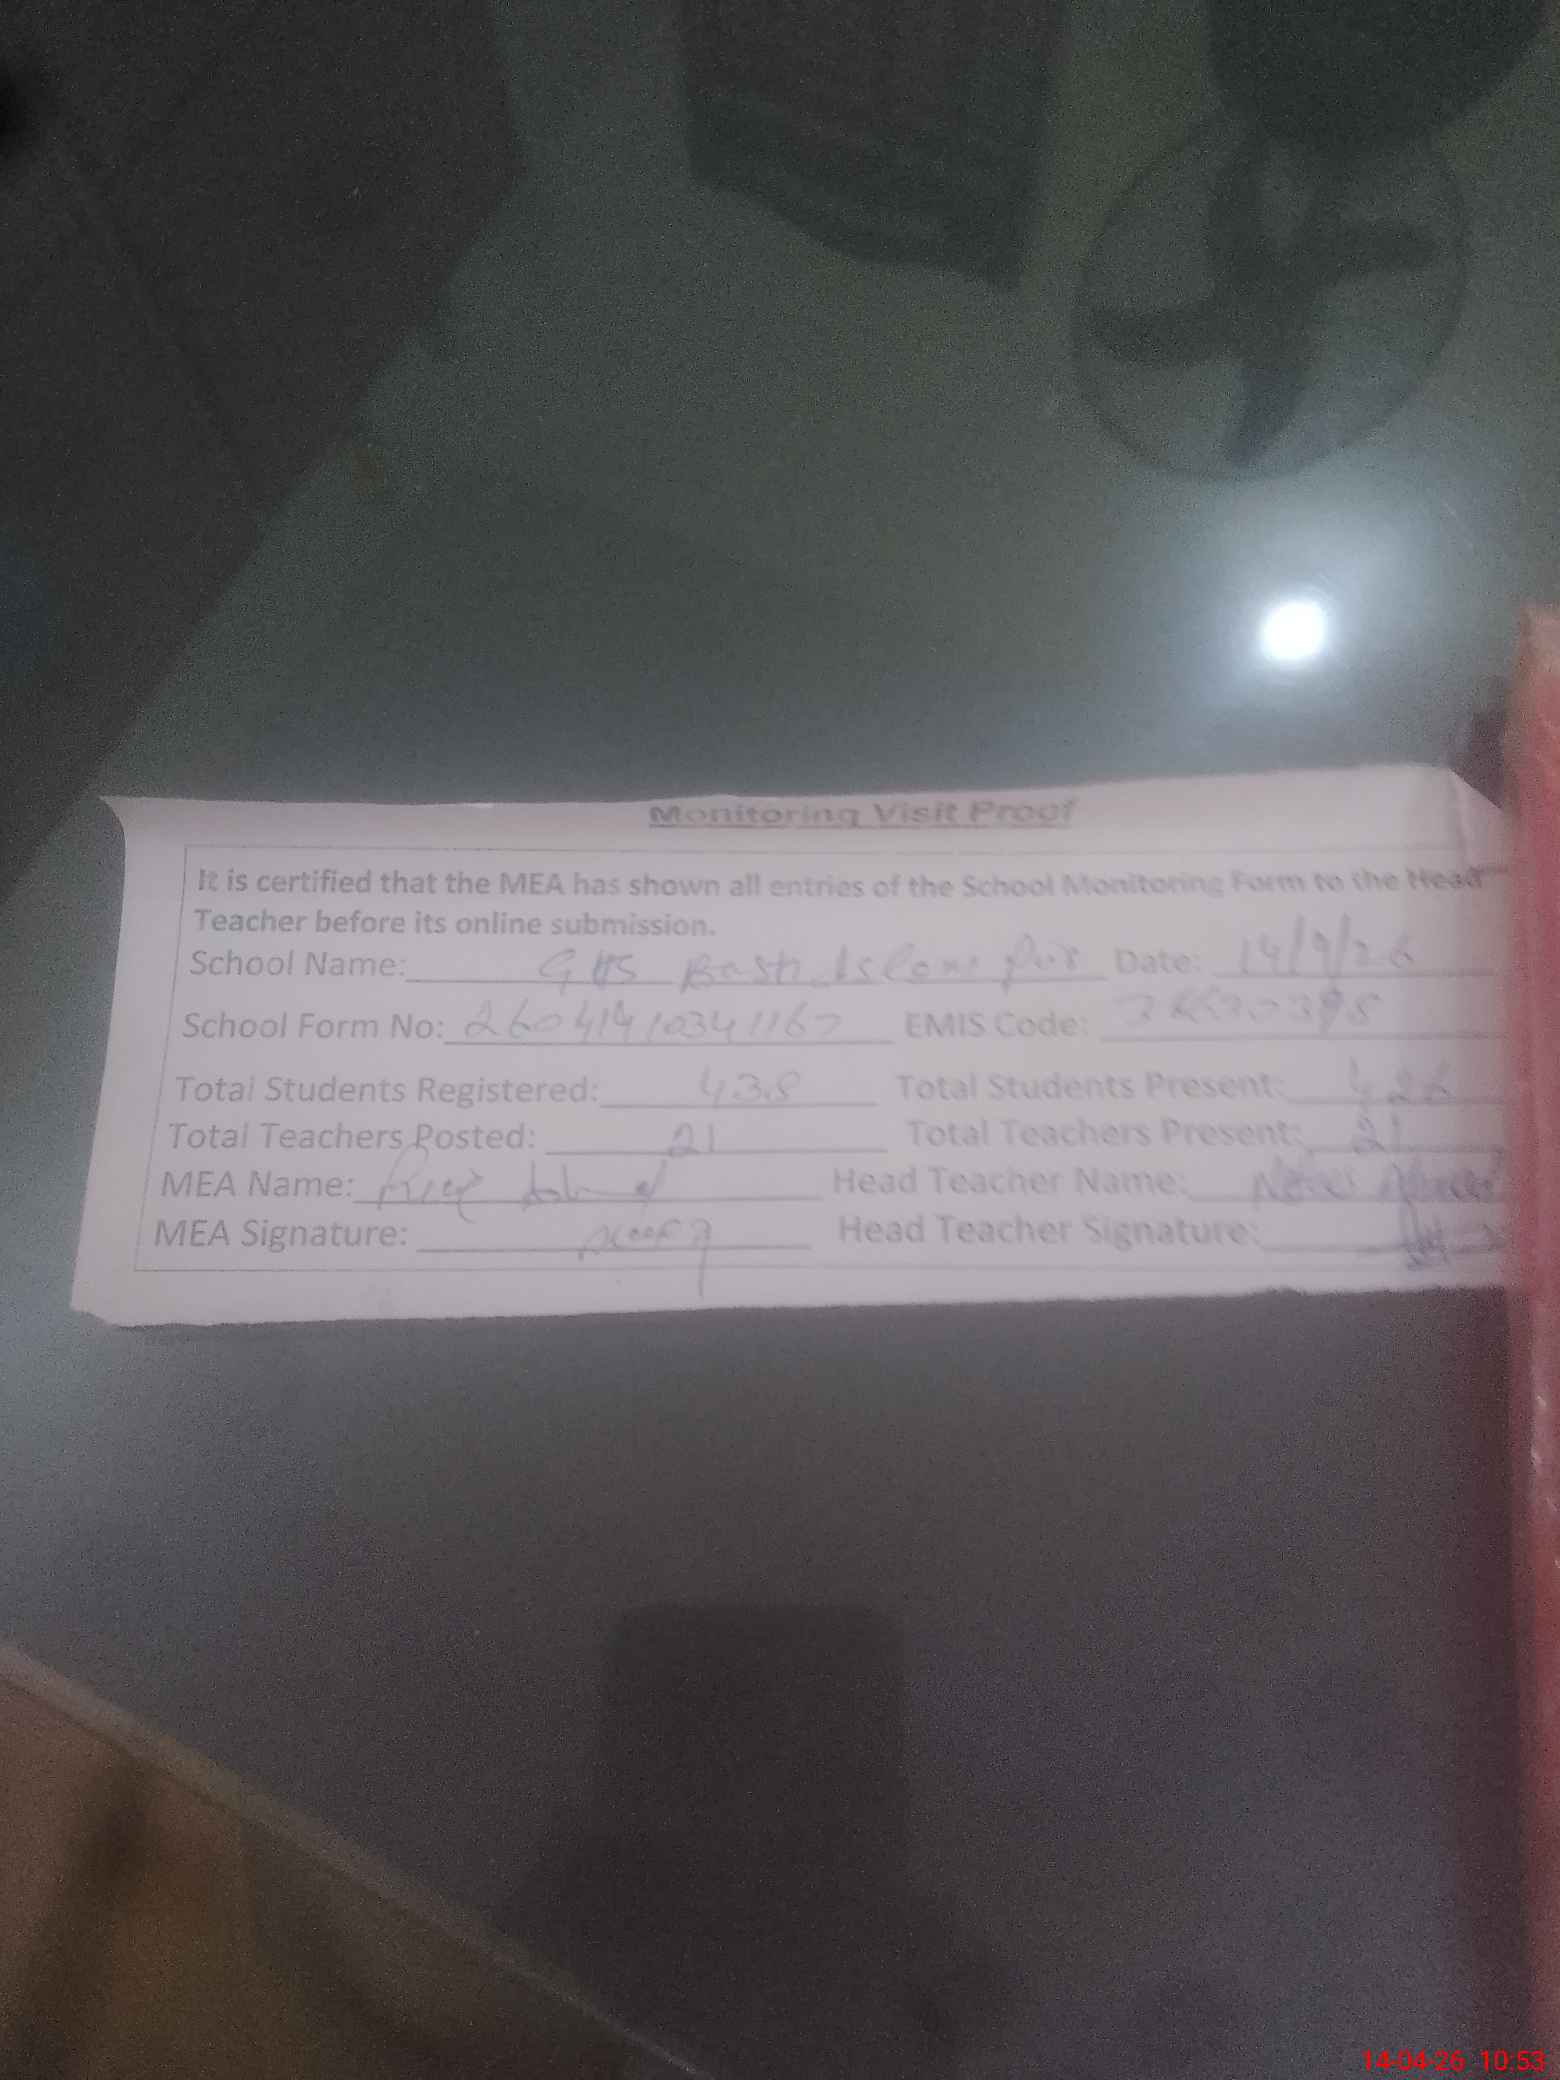 Monitoring Visit Proof
It is certified that the MEA has shown all entries of the School Monitoring Form to the Head
Teacher before its online submission.
School Name: GHS Basti Islam pur Date: 14/4/26
School Form No: EMIS Code:
Total Students Registered: 438 Total Students Present:
Total Teachers Posted: 21 Total Teachers Present: 21
MEA Name: Head Teacher Name:
MEA Signature: Head Teacher Signature:
14-04-26 10:53